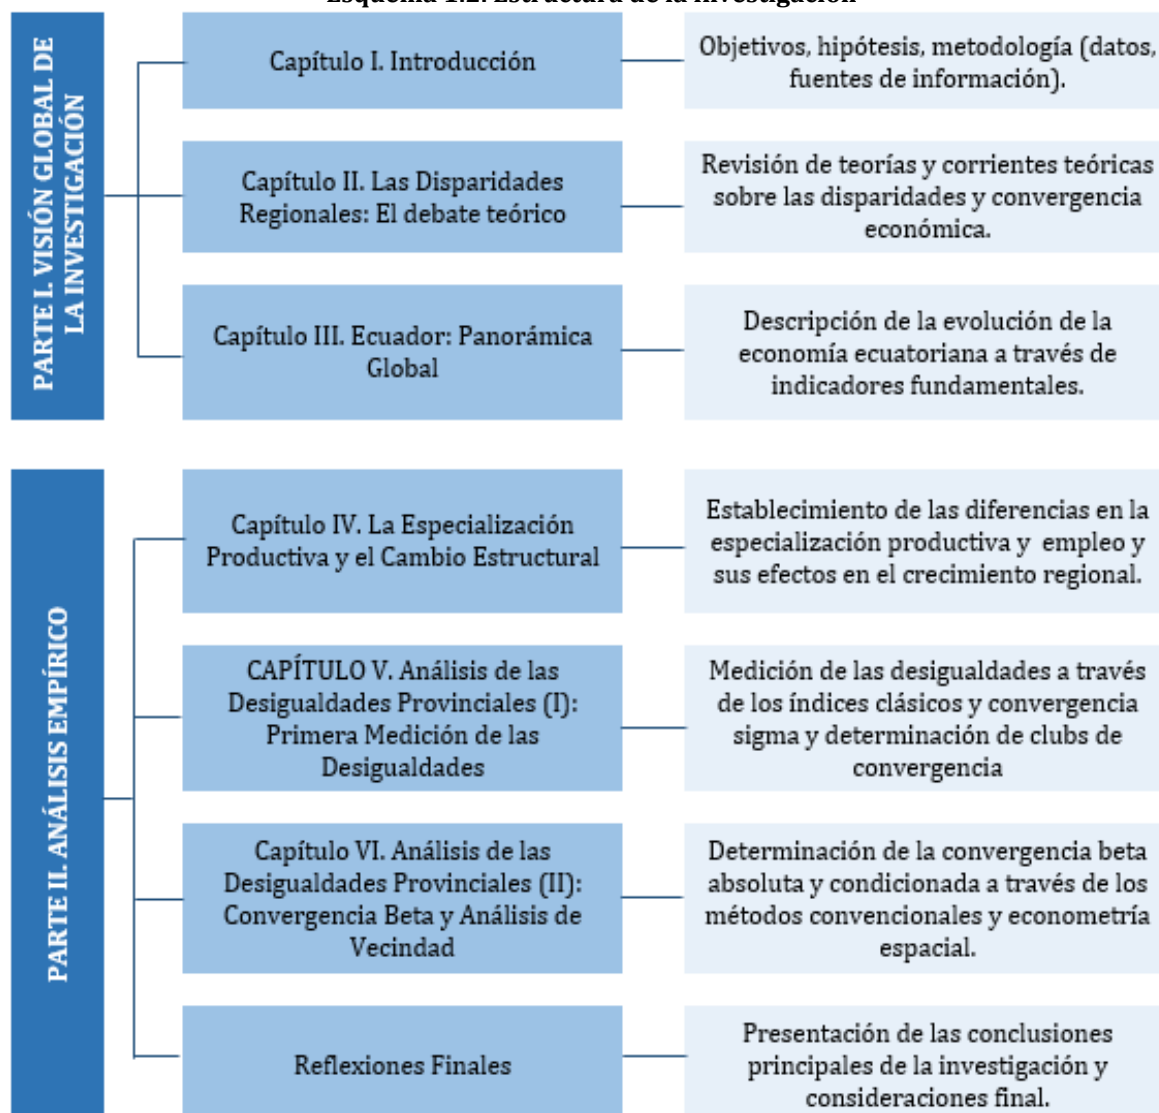 Esquema 1.2. Estructura de la investigación
PARTE I. VISIÓN GLOBAL DE
LA INVESTIGACIÓN
Capítulo I. Introducción
Objetivos, hipótesis, metodología (datos,
fuentes de información).
Capítulo II. Las Disparidades
Regionales: El debate teórico
Revisión de teorías y corrientes teóricas
sobre las disparidades y convergencia
económica.
Capítulo III. Ecuador: Panorámica
Global
Descripción de la evolución de la
economía ecuatoriana a través de
indicadores fundamentales.
PARTE II. ANÁLISIS EMPÍRICO
Capítulo IV. La Especialización
Productiva y el Cambio Estructural
Establecimiento de las diferencias en la
especialización productiva y empleo y
sus efectos en el crecimiento regional.
CAPÍTULO V. Análisis de las
Desigualdades Provinciales (I):
Primera Medición de las
Desigualdades
Medición de las desigualdades a través
de los índices clásicos y convergencia
sigma y determinación de clubs de
convergencia
Capítulo VI. Análisis de las
Desigualdades Provinciales (II):
Convergencia Beta y Análisis de
Vecindad
Determinación de la convergencia beta
absoluta y condicionada a través de los
métodos convencionales y econometría
espacial.
Reflexiones Finales
Presentación de las conclusiones
principales de la investigación y
consideraciones final.